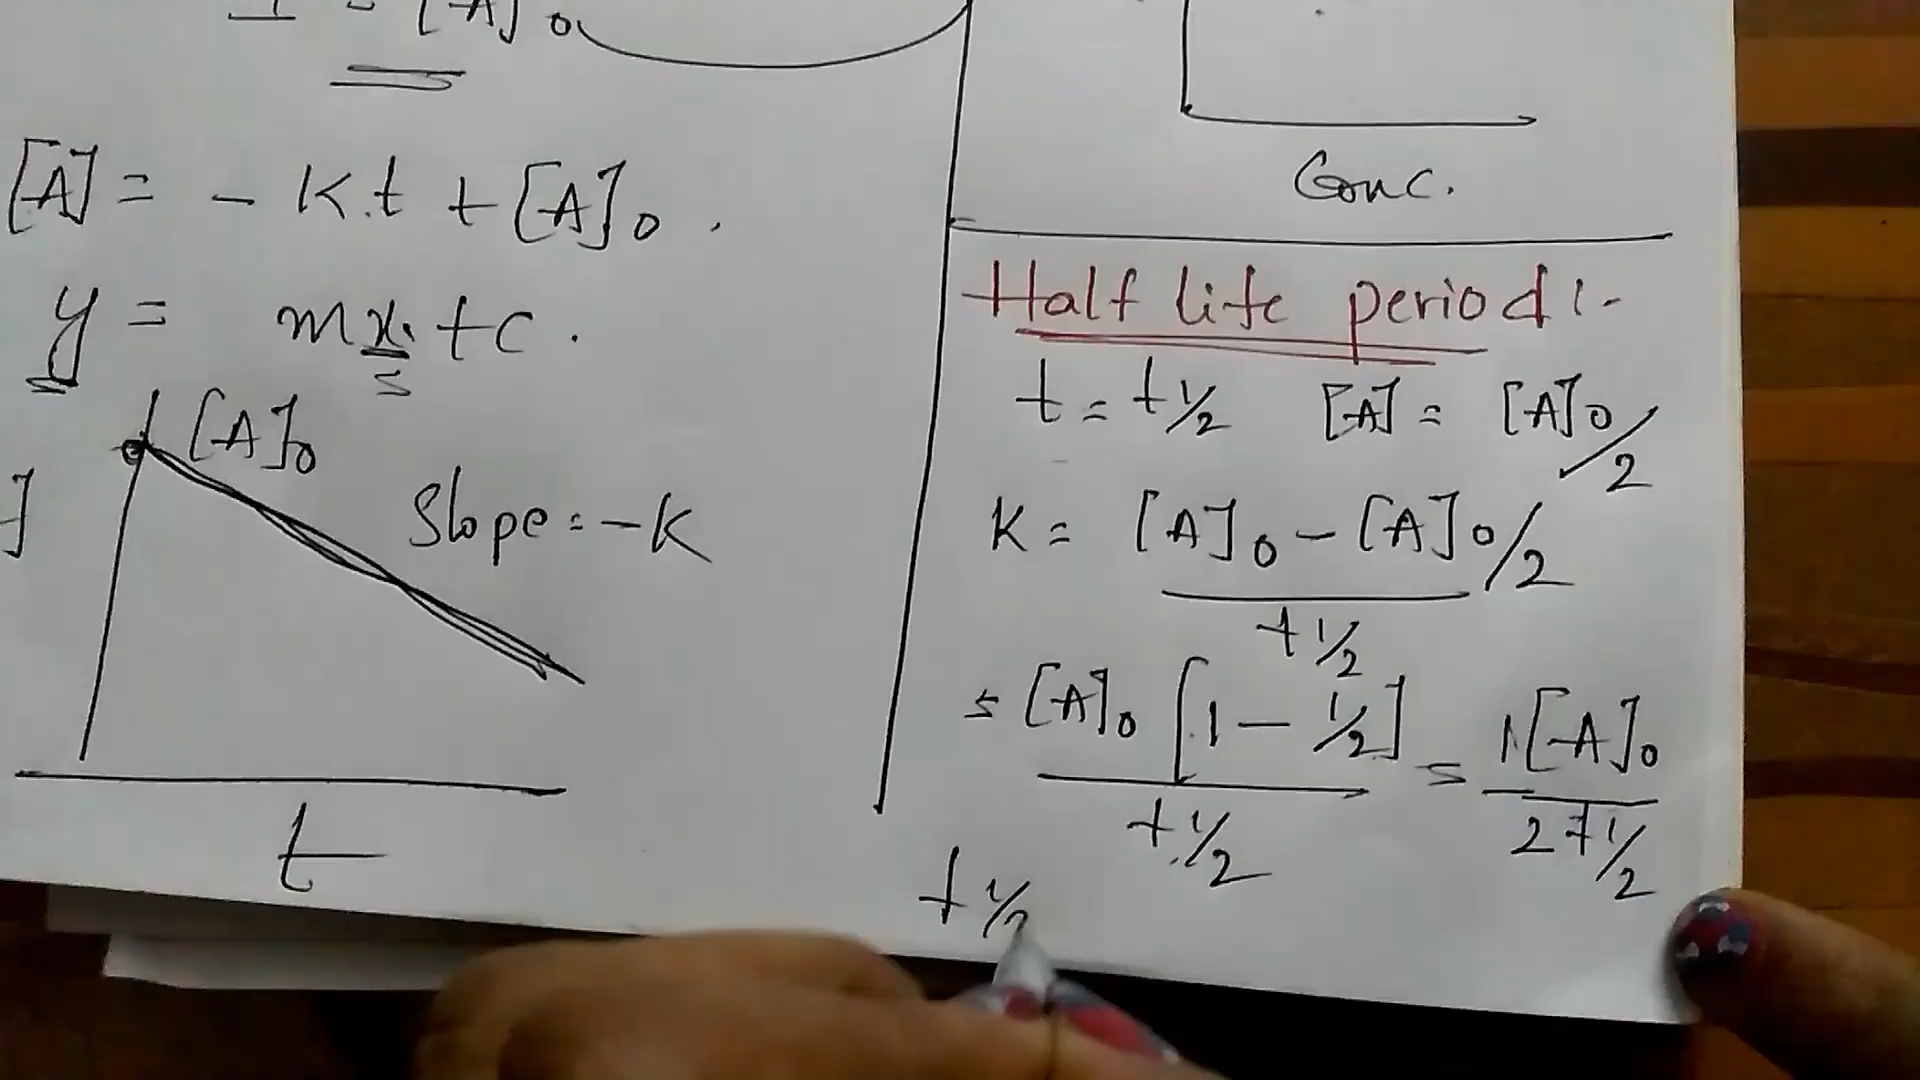 I = [A]0
[A] = - K.t + [A]0 .
y = mx + c .
[A]0
Slope = -K
]
t
Conc.
Half life period :-
t = t1/2 [A] = [A]0/2
K = [A]0 - [A]0/2
t1/2
= [A]0 [1 - 1/2] = 1[A]0
t1/2 2t1/2
t1/2